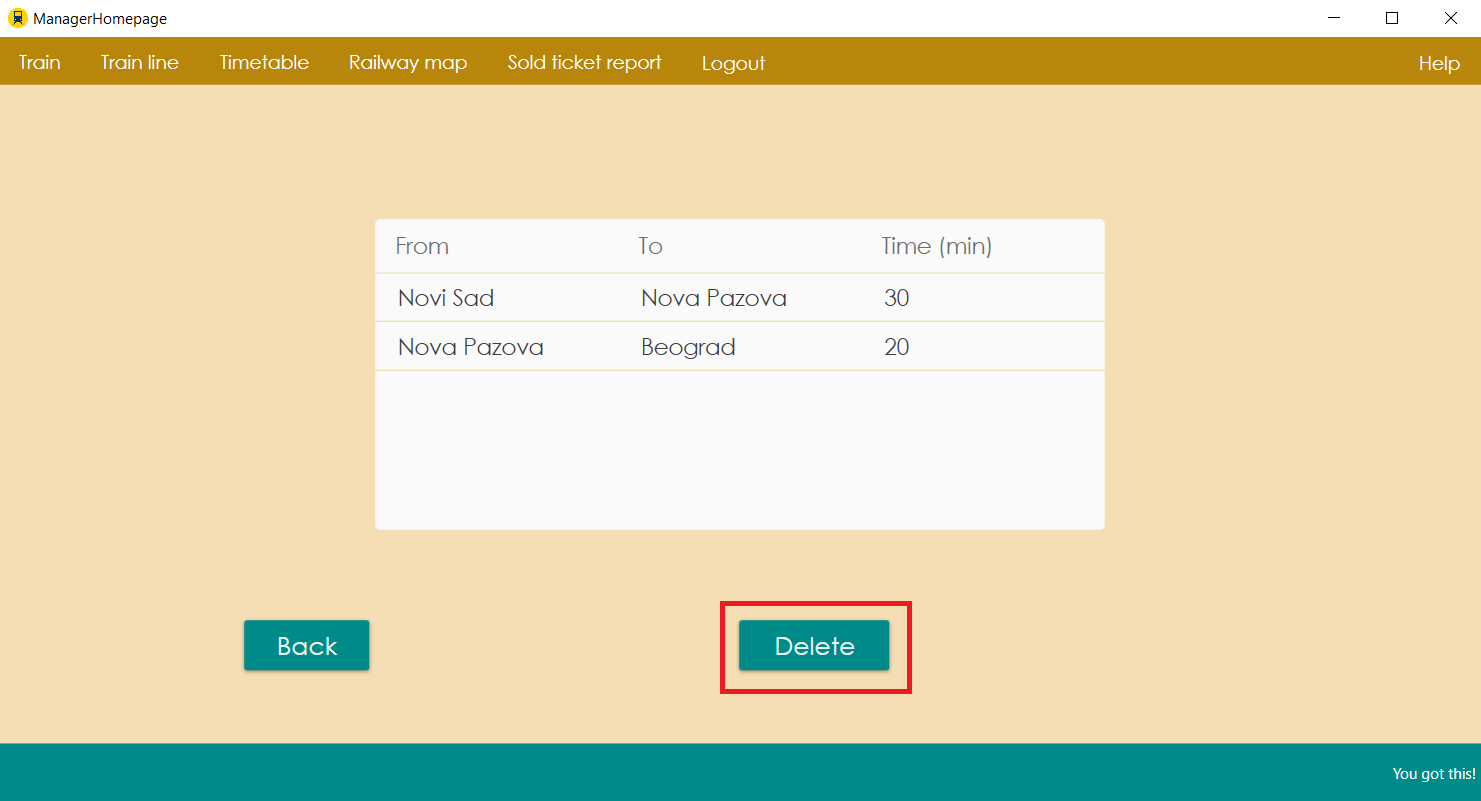 ManagerHomepage
Train Train line Timetable Railway map Sold ticket report Logout Help
From To Time (min)
Novi Sad Nova Pazova 30
Nova Pazova Beograd 20
Back Delete
You got this!